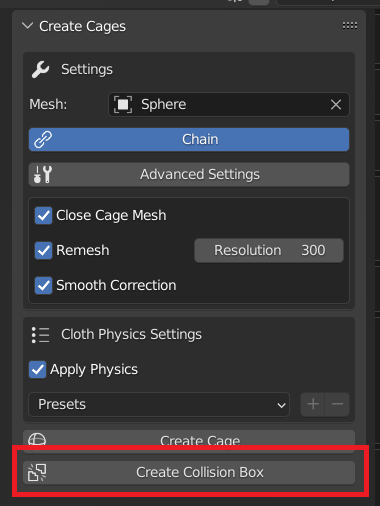 Create Cages
Settings
Mesh: Sphere
Chain
Advanced Settings
Close Cage Mesh
Remesh Resolution 300
Smooth Correction
Cloth Physics Settings
Apply Physics
Presets
Create Cage
Create Collision Box